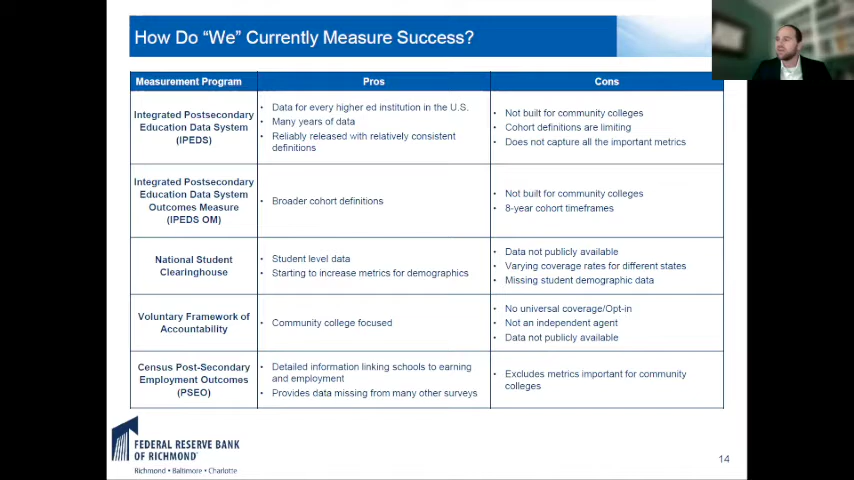 How Do “We” Currently Measure Success?
Measurement Program
Pros
Cons
Integrated Postsecondary
Education Data System
(IPEDS)
• Data for every higher ed institution in the U.S.
• Many years of data
• Reliably released with relatively consistent
definitions
• Not built for community colleges
• Cohort definitions are limiting
• Does not capture all the important metrics
Integrated Postsecondary
Education Data System
Outcomes Measure
(IPEDS OM)
• Broader cohort definitions
• Not built for community colleges
• 8-year cohort timeframes
National Student
Clearinghouse
• Student level data
• Starting to increase metrics for demographics
• Data not publicly available
• Varying coverage rates for different states
• Missing student demographic data
Voluntary Framework of
Accountability
• Community college focused
• No universal coverage/Opt-in
• Not an independent agent
• Data not publicly available
Census Post-Secondary
Employment Outcomes
(PSEO)
• Detailed information linking schools to earning
and employment
• Provides data missing from many other surveys
• Excludes metrics important for community
colleges
FEDERAL RESERVE BANK
OF RICHMOND
Richmond • Baltimore • Charlotte
14